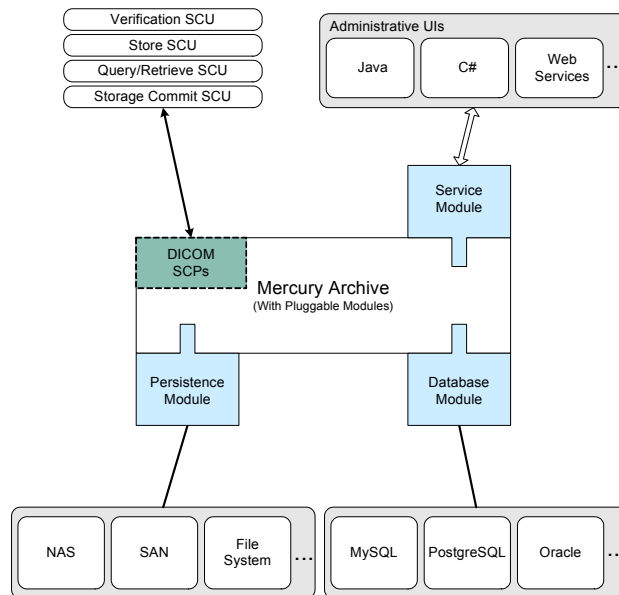 Verification SCU
Store SCU
Query/Retrieve SCU
Storage Commit SCU
Administrative UIs
Java
C#
Web
Services
...
Service
Module
DICOM
SCPs
Mercury Archive
(With Pluggable Modules)
Persistence
Module
Database
Module
NAS
SAN
File
System
...
MySQL
PostgreSQL
Oracle
...